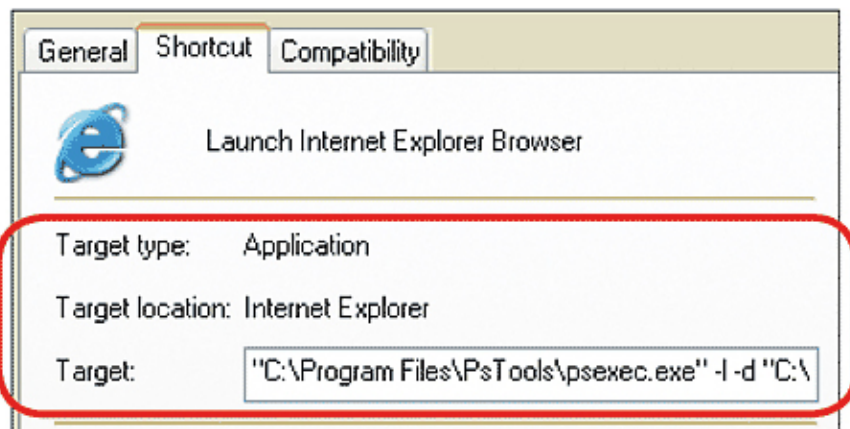 General Shortcut Compatibility
Launch Internet Explorer Browser
Target type: Application
Target location: Internet Explorer
Target: "C:\Program Files\PsTools\psexec.exe" -l -d "C:\